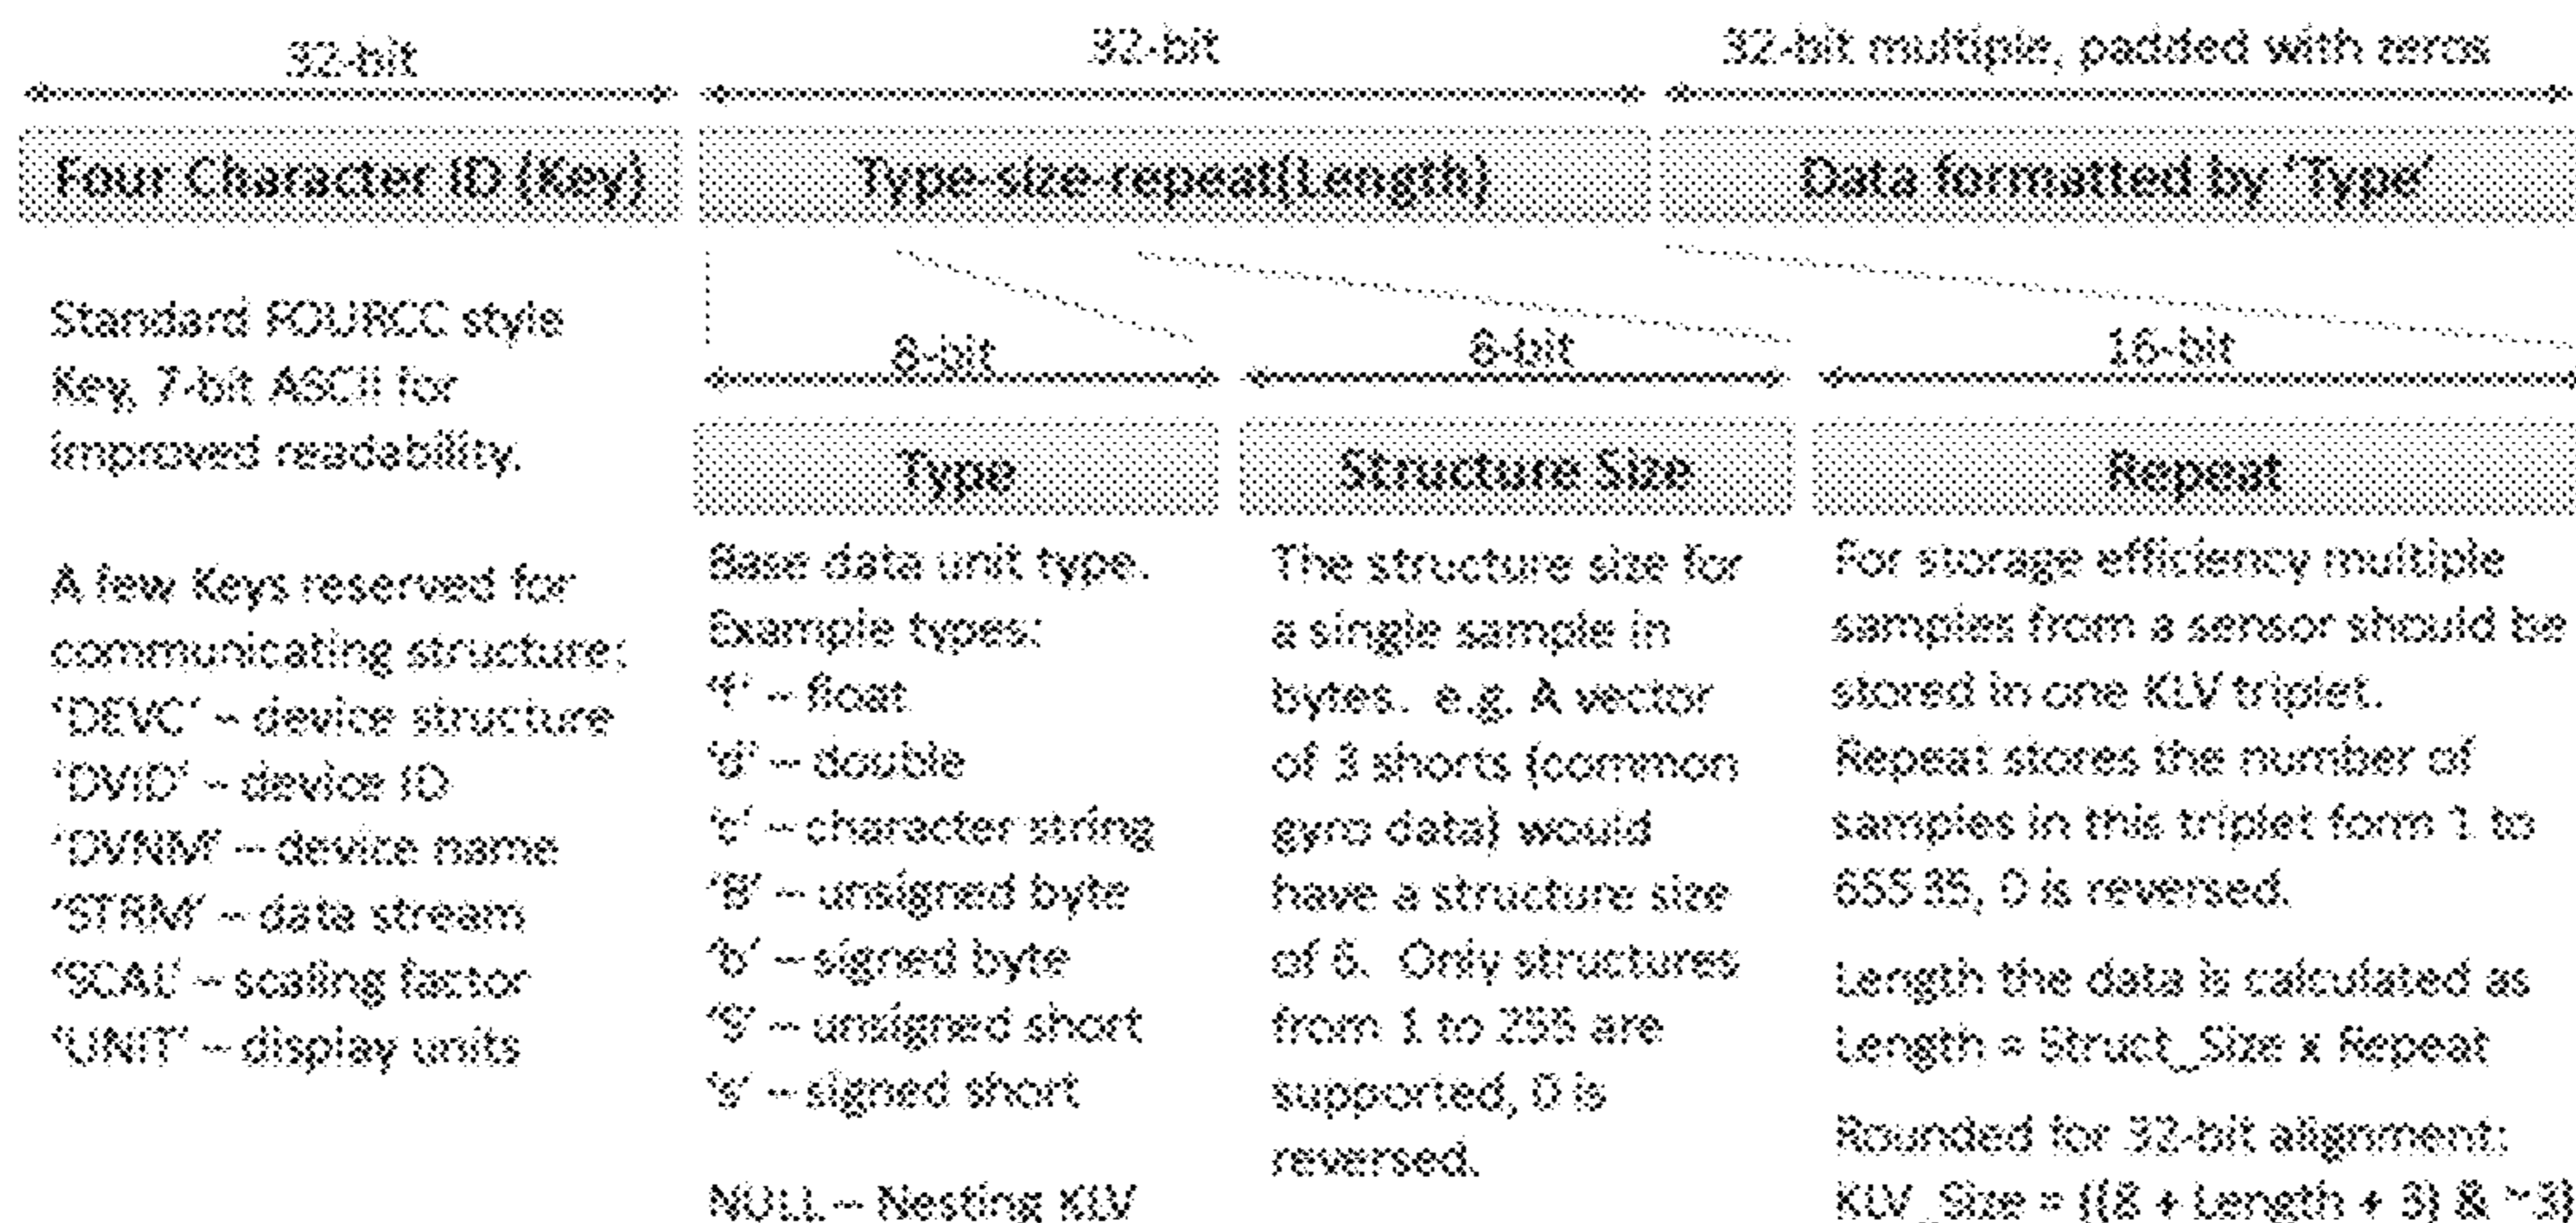 32-bit
32-bit
32-bit multiple, padded with zeros
Four Character ID (Key)
Type-size-repeat(Length)
Data formatted by ‘Type’
Standard FOURCC style
Key, 7-bit ASCII for
improved readability.
A few Keys reserved for
communicating structure:
‘DEVC’ – device structure
‘DVID’ – device ID
‘DVNM’ – device name
‘STRM’ – data stream
‘SCAL’ – scaling factor
‘UNIT’ – display units
8-bit
8-bit
16-bit
Type
Structure Size
Repeat
Base data unit type.
Example types:
‘f’ – float
‘d’ – double
‘c’ – character string
‘B’ – unsigned byte
‘b’ – signed byte
‘S’ – unsigned short
‘s’ – signed short
NULL – Nesting KLV
The structure size for
a single sample in
bytes. e.g. A vector
of 3 shorts (common
gyro data) would
have a structure size
of 6. Only structures
from 1 to 255 are
supported, 0 is
reversed.
For storage efficiency multiple
samples from a sensor should be
stored in one KLV triplet.
Repeat stores the number of
samples in this triplet form 1 to
65535, 0 is reversed.
Length the data is calculated as
Length = Struct_Size x Repeat
Rounded for 32-bit alignment:
KLV_Size = ((8 + Length + 3) & ~3)